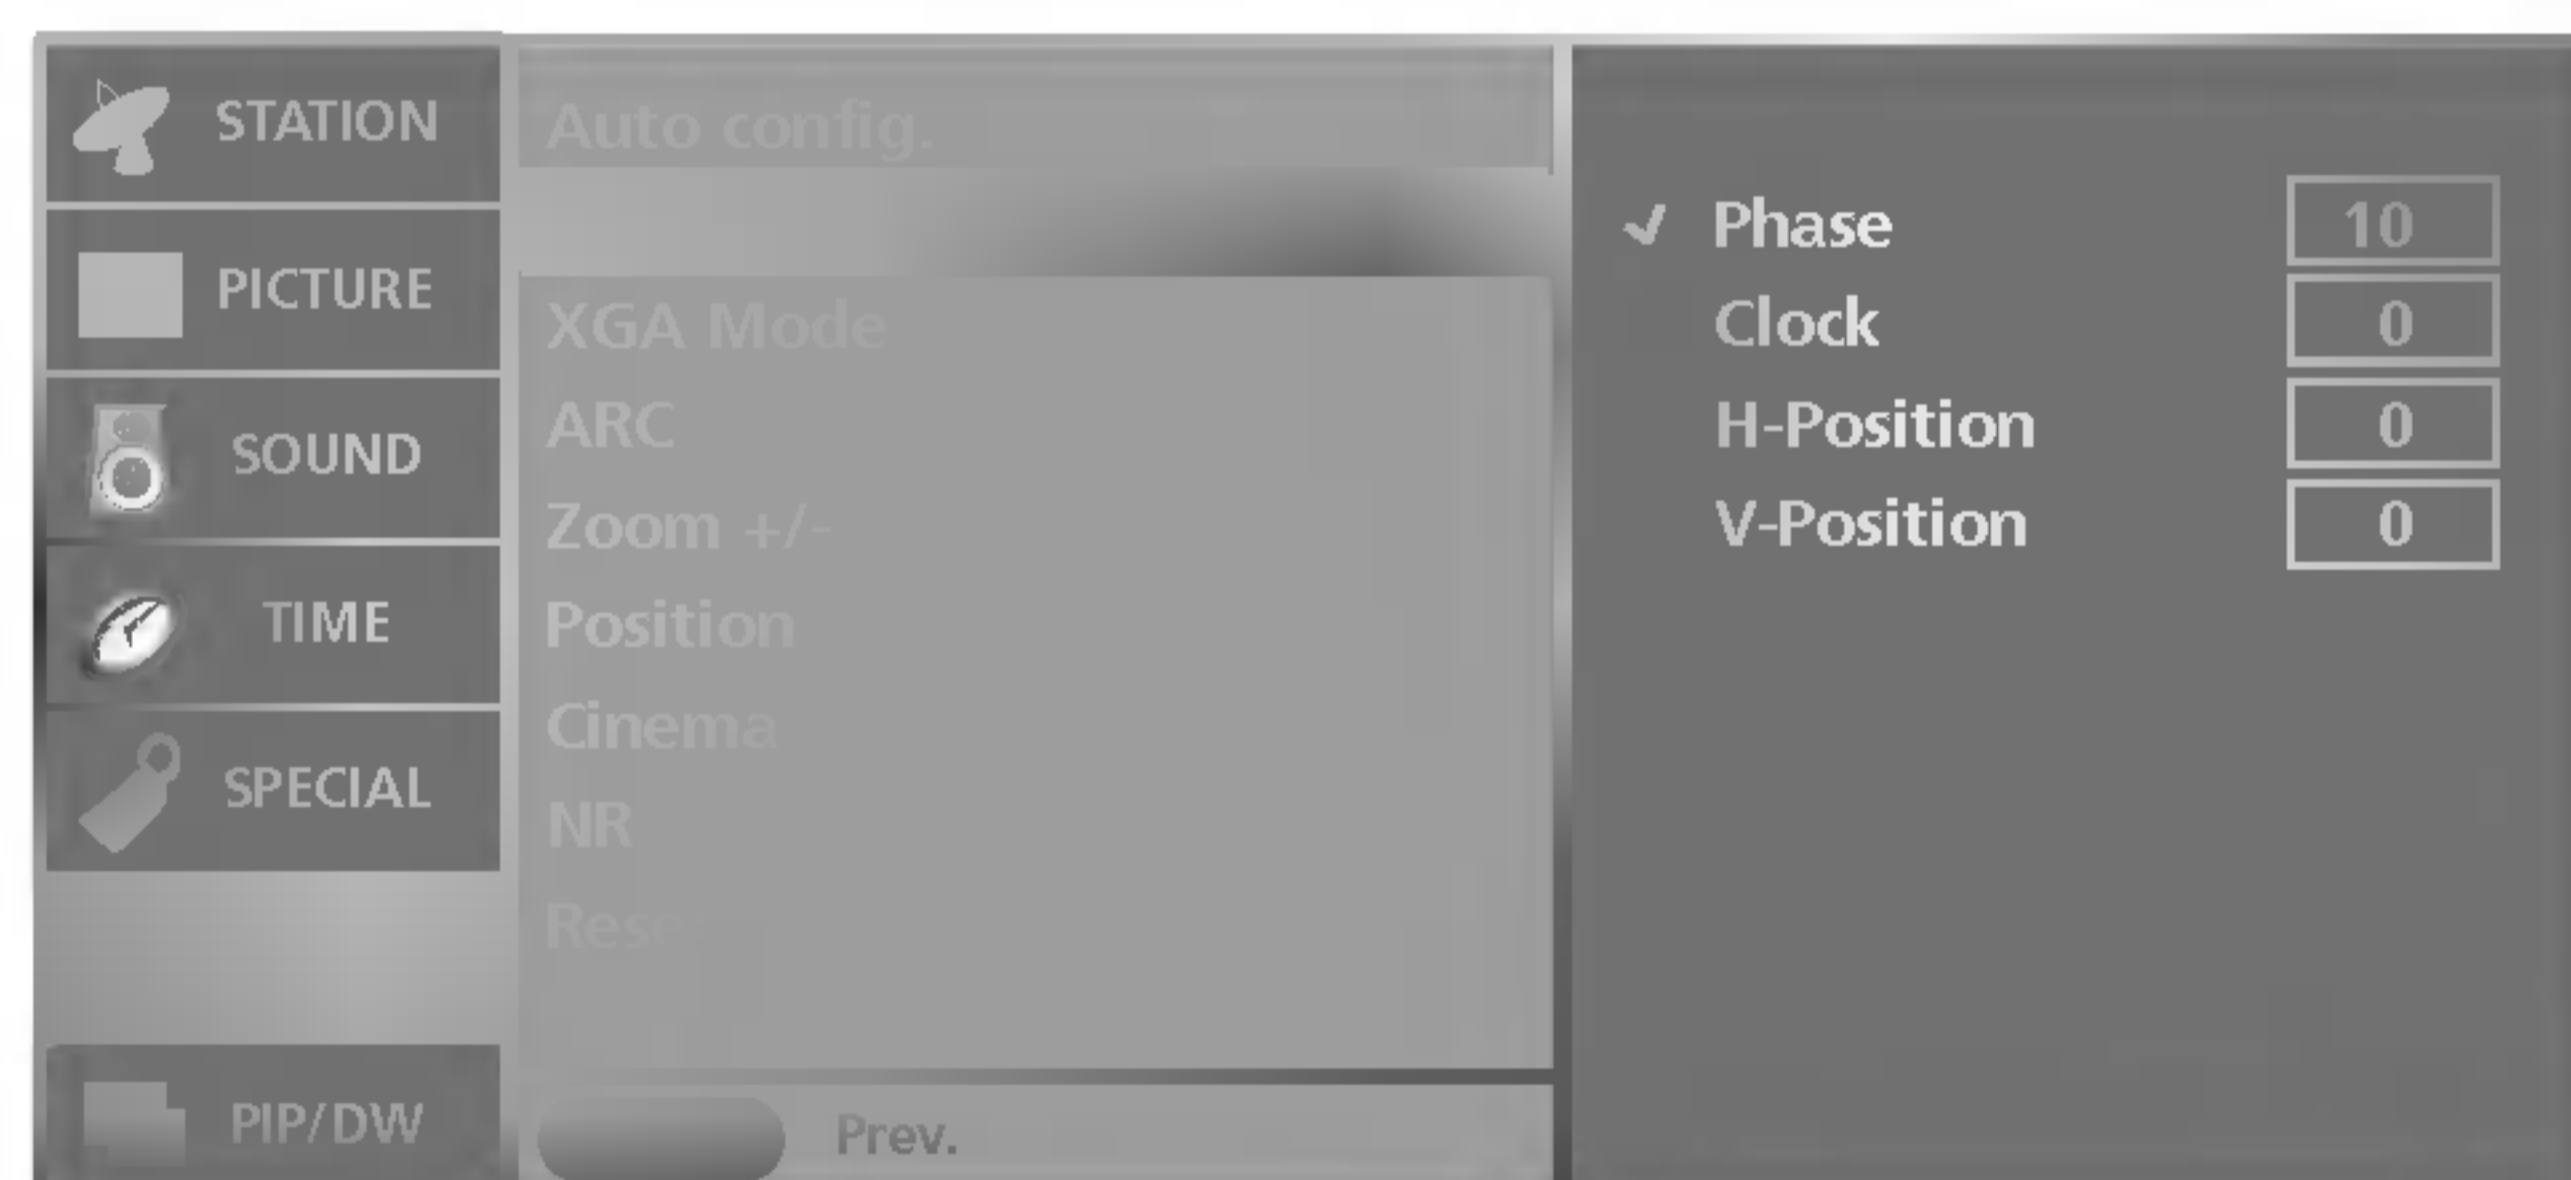 STATION
PICTURE
SOUND
TIME
SPECIAL
PIP/DW
Auto config.
XGA Mode
ARC
Zoom +/-
Position
Cinema
NR
Reset
Prev.
Phase 10
Clock 0
H-Position 0
V-Position 0